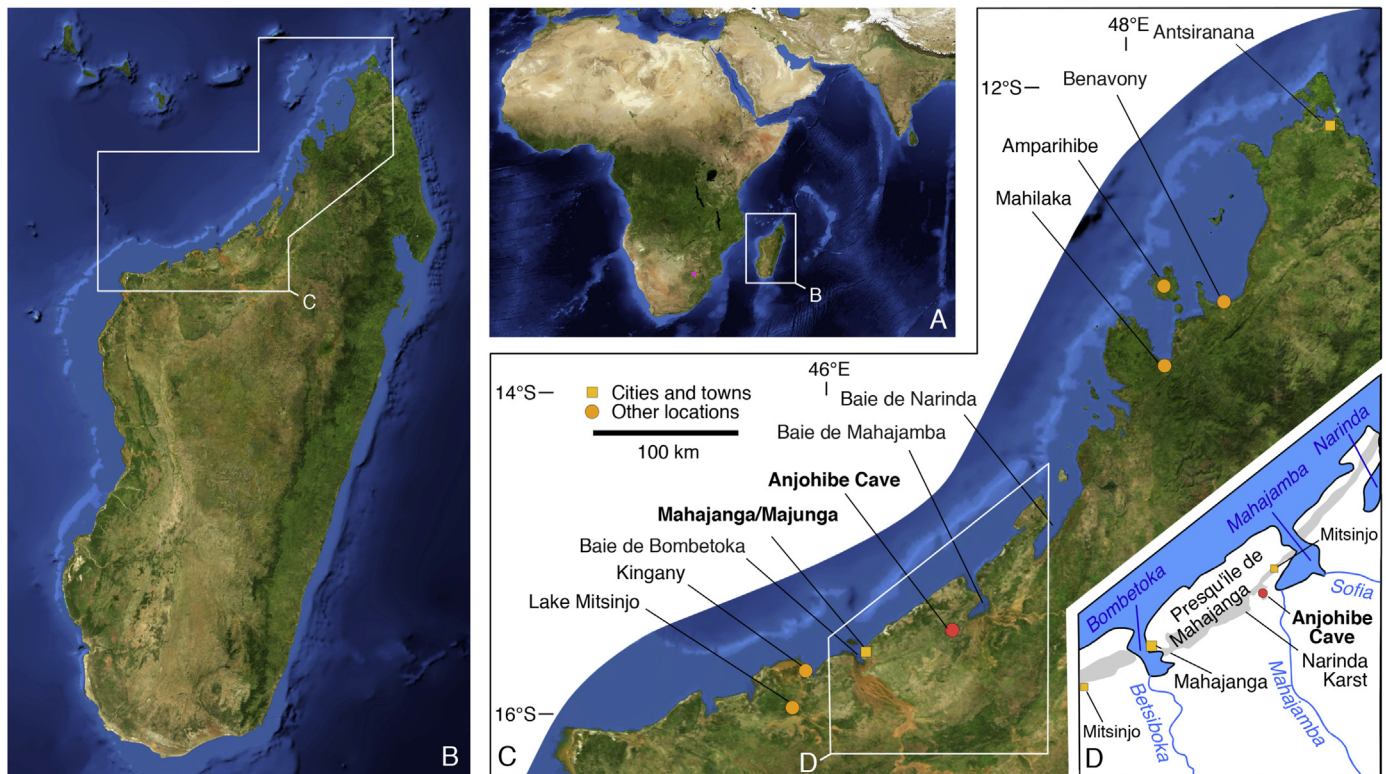 C
B
B
A
48°E
Antsiranana
12°S
Benavony
Amparihibe
Mahilaka
46°E
14°S
Cities and towns
Other locations
100 km
Baie de Narinda
Baie de Mahajamba
Anjohibe Cave
Mahajanga/Majunga
Baie de Bombetoka
Kingany
Lake Mitsinjo
16°S
C
D
Narinda
Mahajamba
Mitsinjo
Bombetoka
Presqu'île de
Mahajanga
Sofia
Anjohibe
Cave
Narinda
Karst
Mahajanga
Mahajamba
Betsiboka
Mitsinjo
D